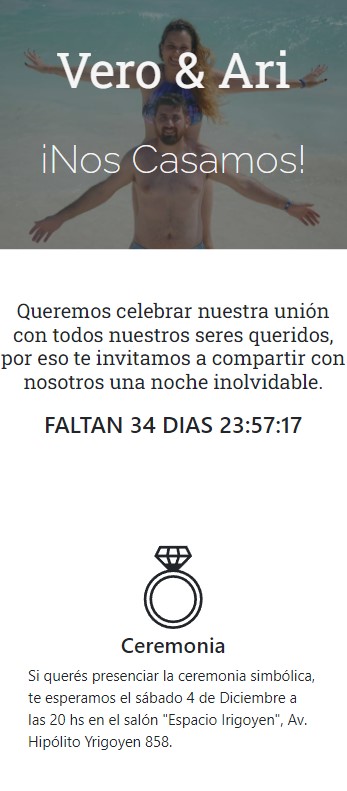 Vero & Ari
¡Nos Casamos!
Queremos celebrar nuestra unión
con todos nuestros seres queridos,
por eso te invitamos a compartir con
nosotros una noche inolvidable.
FALTAN 34 DIAS 23:57:17
Ceremonia
Si querés presenciar la ceremonia simbólica,
te esperamos el sábado 4 de Diciembre a
las 20 hs en el salón "Espacio Irigoyen", Av.
Hipólito Yrigoyen 858.